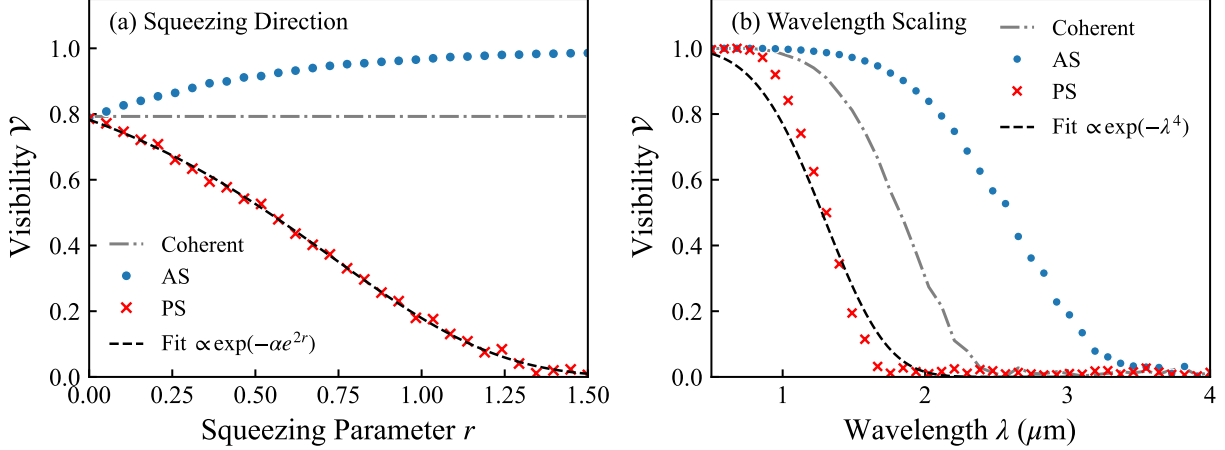 (a) Squeezing Direction
Visibility 𝒱
1.0
0.8
0.6
0.4
0.2
0.0
Coherent
AS
PS
Fit ∝exp(−αe²ʳ)
0.00
0.25
0.50
0.75
1.00
1.25
1.50
Squeezing Parameter r
(b) Wavelength Scaling
Visibility 𝒱
1.0
0.8
0.6
0.4
0.2
0.0
Coherent
AS
PS
Fit ∝exp(−λ⁴)
1
2
3
4
Wavelength λ (μm)